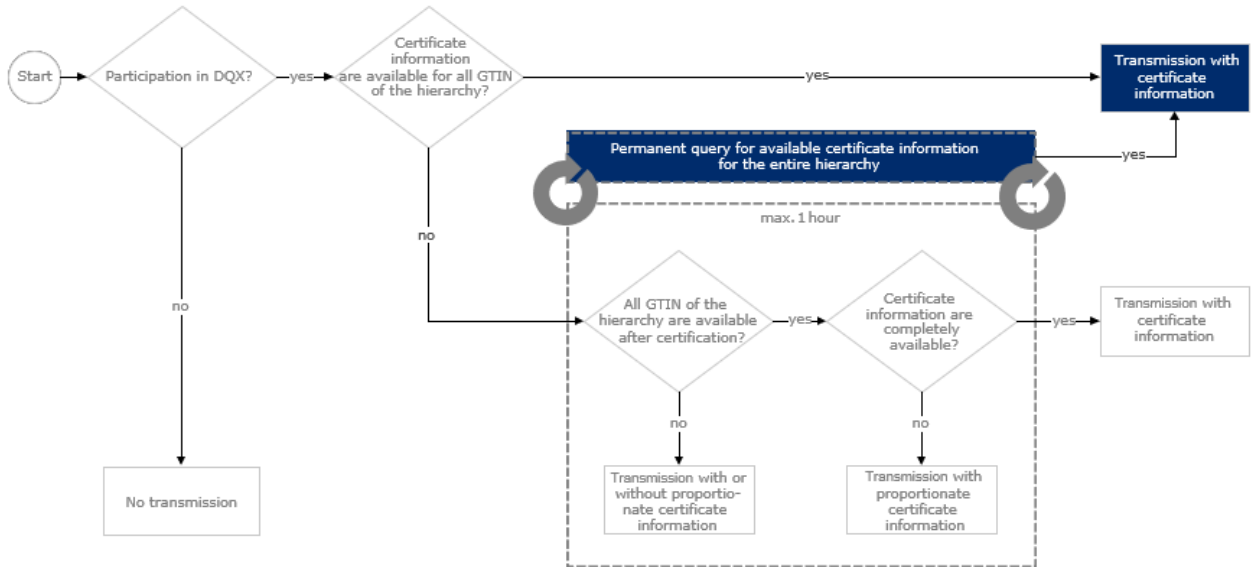 Start
Participation in DQX?
yes
Certificate
information
are available for all GTIN
of the hierarchy?
yes
Transmission with
certificate
information
Permanent query for available certificate information
for the entire hierarchy
yes
max. 1 hour
no
no
All GTIN of the
hierarchy are available
after certification?
yes
Certificate
information are
completely
available?
yes
Transmission with
certificate
information
no
no
No transmission
Transmission with or
without proportio-
nate certificate
information
Transmission with
proportionate
certificate
information